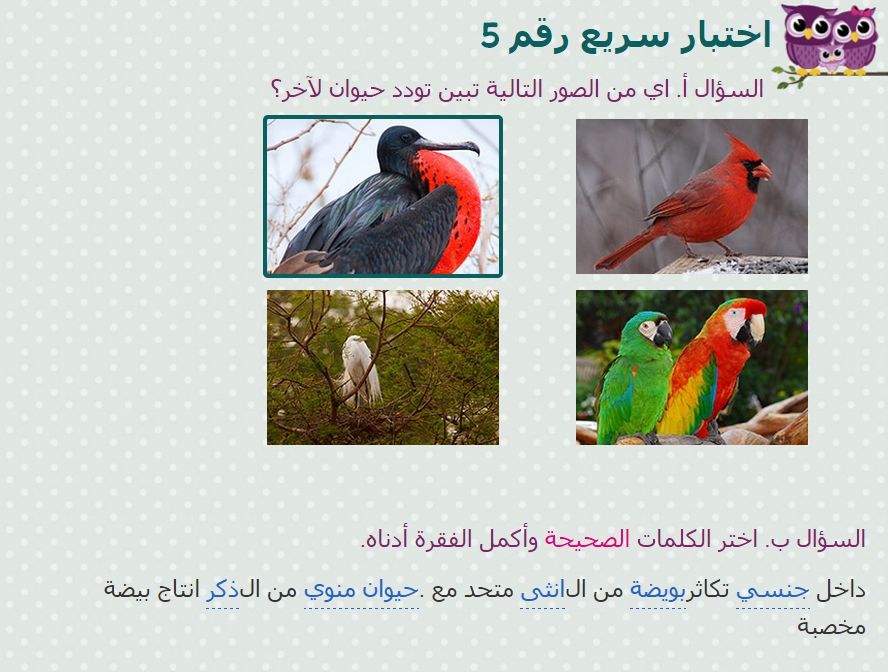 اختبار سريع رقم 5
السؤال أ. اي من الصور التالية تبين تودد حيوان لآخر؟
السؤال ب. اختر الكلمات الصحيحة وأكمل الفقرة أدناه.
داخل جنسي تكاثربويضة من الانثى متحد مع .حيوان منوي من الذكر انتاج بيضة
مخصبة